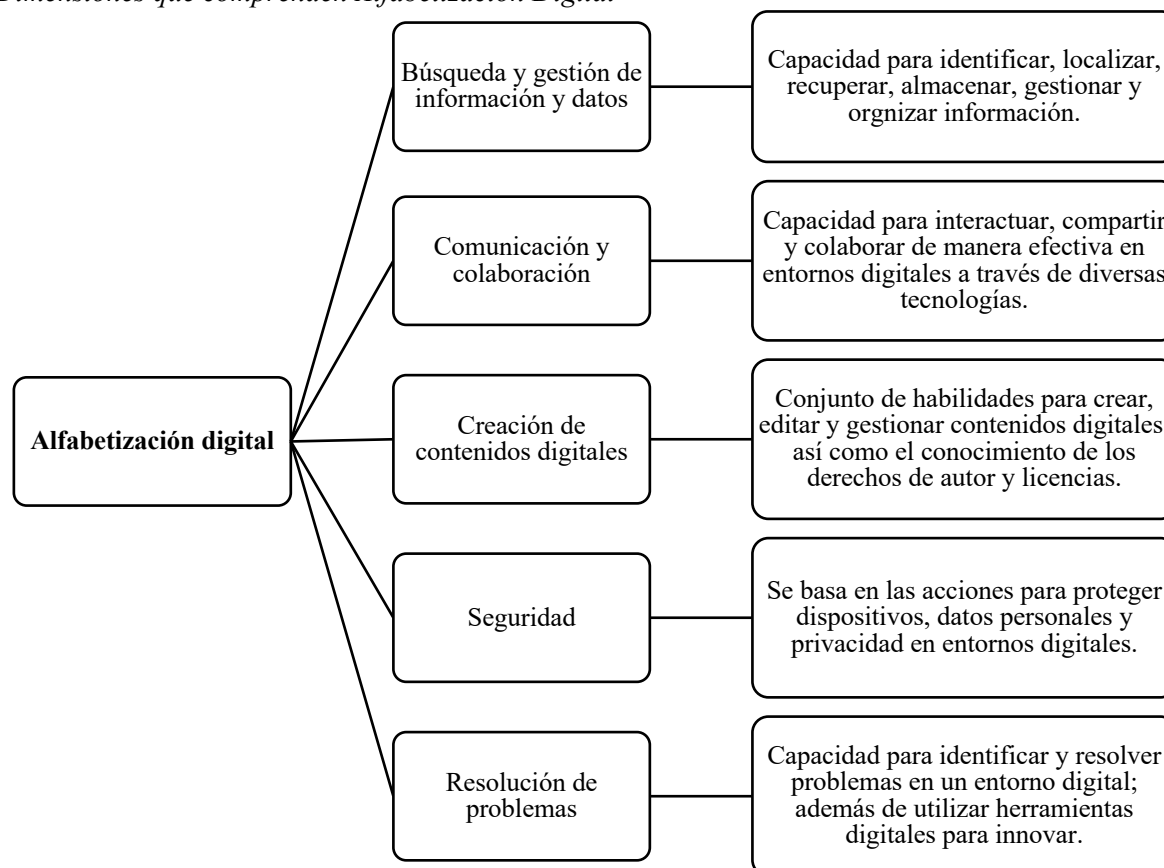 Dimensiones que comprenden Alfabetización Digital
Búsqueda y gestión de
información y datos
Capacidad para identificar, localizar,
recuperar, almacenar, gestionar y
orgnizar información.
Comunicación y
colaboración
Capacidad para interactuar, compartir
y colaborar de manera efectiva en
entornos digitales a través de diversas
tecnologías.
Alfabetización digital
Creación de
contenidos digitales
Conjunto de habilidades para crear,
editar y gestionar contenidos digitales
así como el conocimiento de los
derechos de autor y licencias.
Seguridad
Se basa en las acciones para proteger
dispositivos, datos personales y
privacidad en entornos digitales.
Resolución de
problemas
Capacidad para identificar y resolver
problemas en un entorno digital;
además de utilizar herramientas
digitales para innovar.